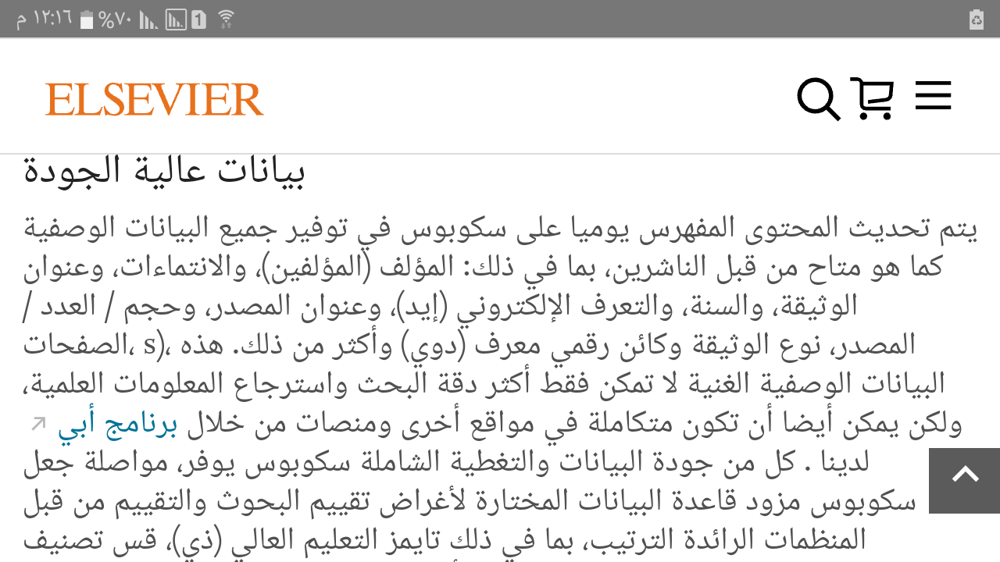 ١٢:١٦ م
%٧٠
1
ELSEVIER
بيانات عالية الجودة
يتم تحديث المحتوى المفهرس يوميا على سكوبوس في توفير جميع البيانات الوصفية
كما هو متاح من قبل الناشرين، بما في ذلك: المؤلف (المؤلفين)، والانتماءات، وعنوان
الوثيقة، والسنة، والتعرف الإلكتروني (إيد)، وعنوان المصدر، وحجم / العدد /
الصفحات، s)، المصدر، نوع الوثيقة وكائن رقمي معرف (دوي) وأكثر من ذلك. هذه
البيانات الوصفية الغنية لا تمكن فقط أكثر دقة البحث واسترجاع المعلومات العلمية،
ولكن يمكن أيضا أن تكون متكاملة في مواقع أخرى ومنصات من خلال برنامج أبي
لدينا . كل من جودة البيانات والتغطية الشاملة سكوبوس يوفر، مواصلة جعل
سكوبوس مزود قاعدة البيانات المختارة لأغراض تقييم البحوث والتقييم من قبل
المنظمات الرائدة الترتيب، بما في ذلك تايمز التعليم العالي (ذي)، قس تصنيف